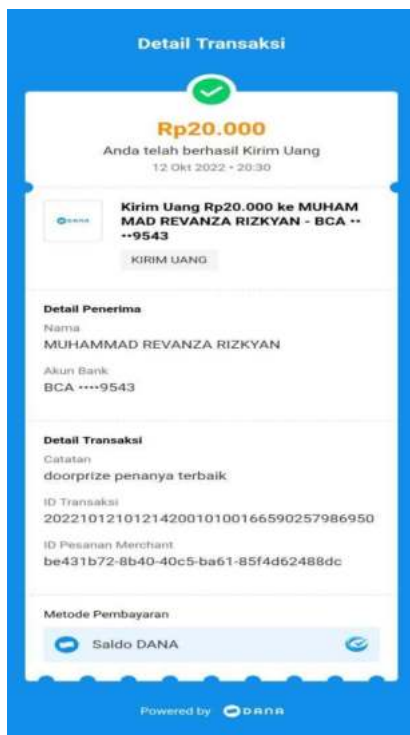 Detail Transaksi
Rp20.000
Anda telah berhasil Kirim Uang
12 Okt 2022 • 20:30
DANA
Kirim Uang Rp20.000 ke MUHAM
MAD REVANZA RIZKYAN - BCA ••
••9543
KIRIM UANG
Detail Penerima
Nama
MUHAMMAD REVANZA RIZKYAN
Akun Bank
BCA ••••9543
Detail Transaksi
Catatan
doorprize penanya terbaik
ID Transaksi
2022101210121420010100166590257986950
ID Pesanan Merchant
be431b72-8b40-40c5-ba61-85f4d62488dc
Metode Pembayaran
Saldo DANA
Powered by DANA